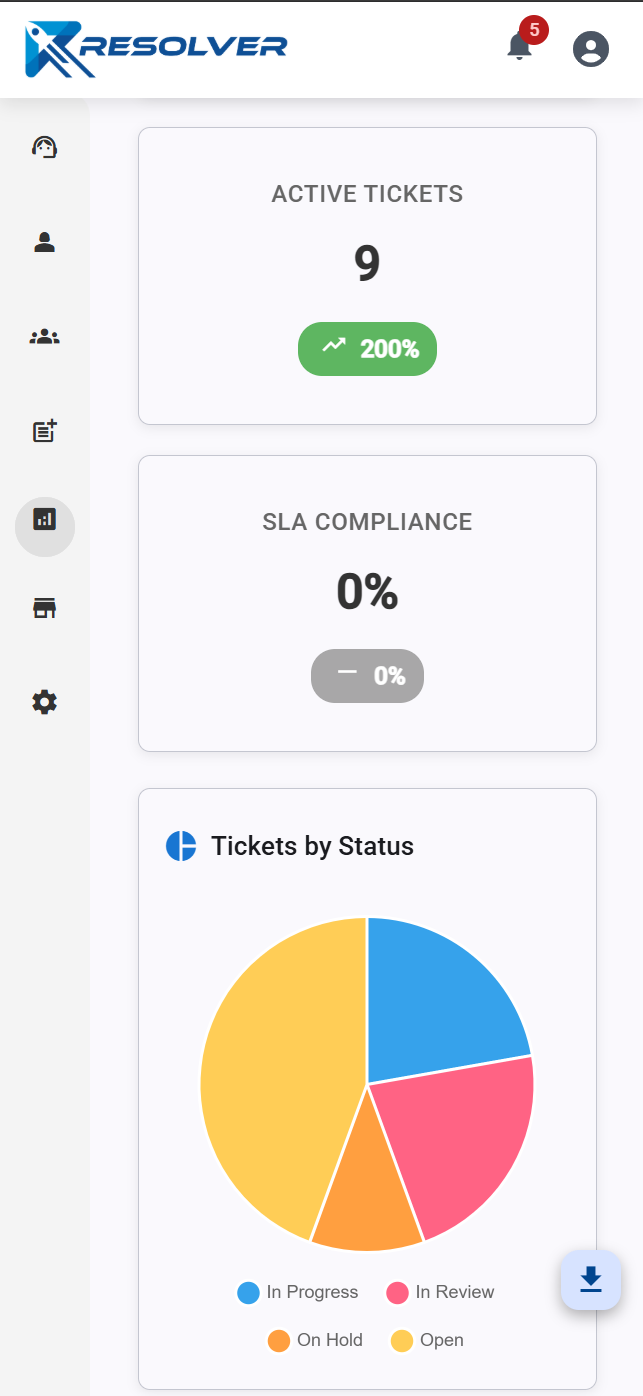 RESOLVER
5
ACTIVE TICKETS
9
200%
SLA COMPLIANCE
0%
0%
Tickets by Status
In Progress In Review
On Hold Open